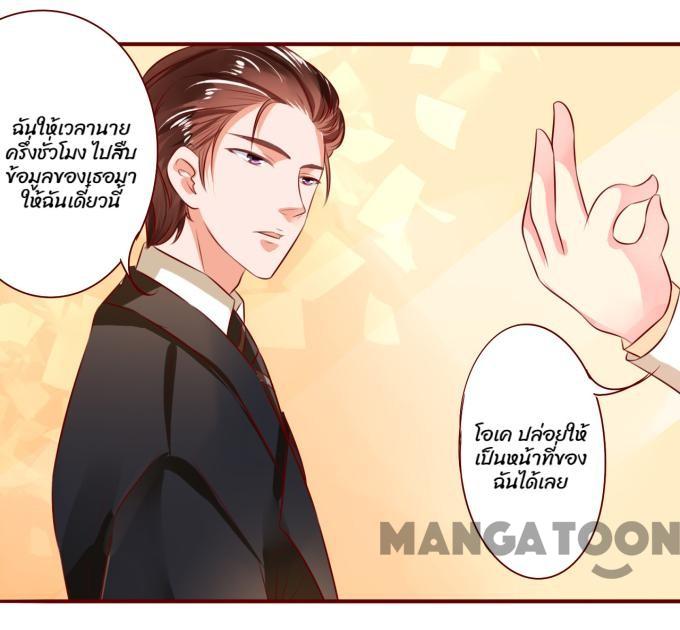 ฉันให้เวลานาย
ครึ่งชั่วโมง ไปสืบ
ข้อมูลของเธอมา
ให้ฉันเดี๋ยวนี้
โอเค ปล่อยให้
เป็นหน้าที่ของ
ฉันได้เลย
MANGATOON